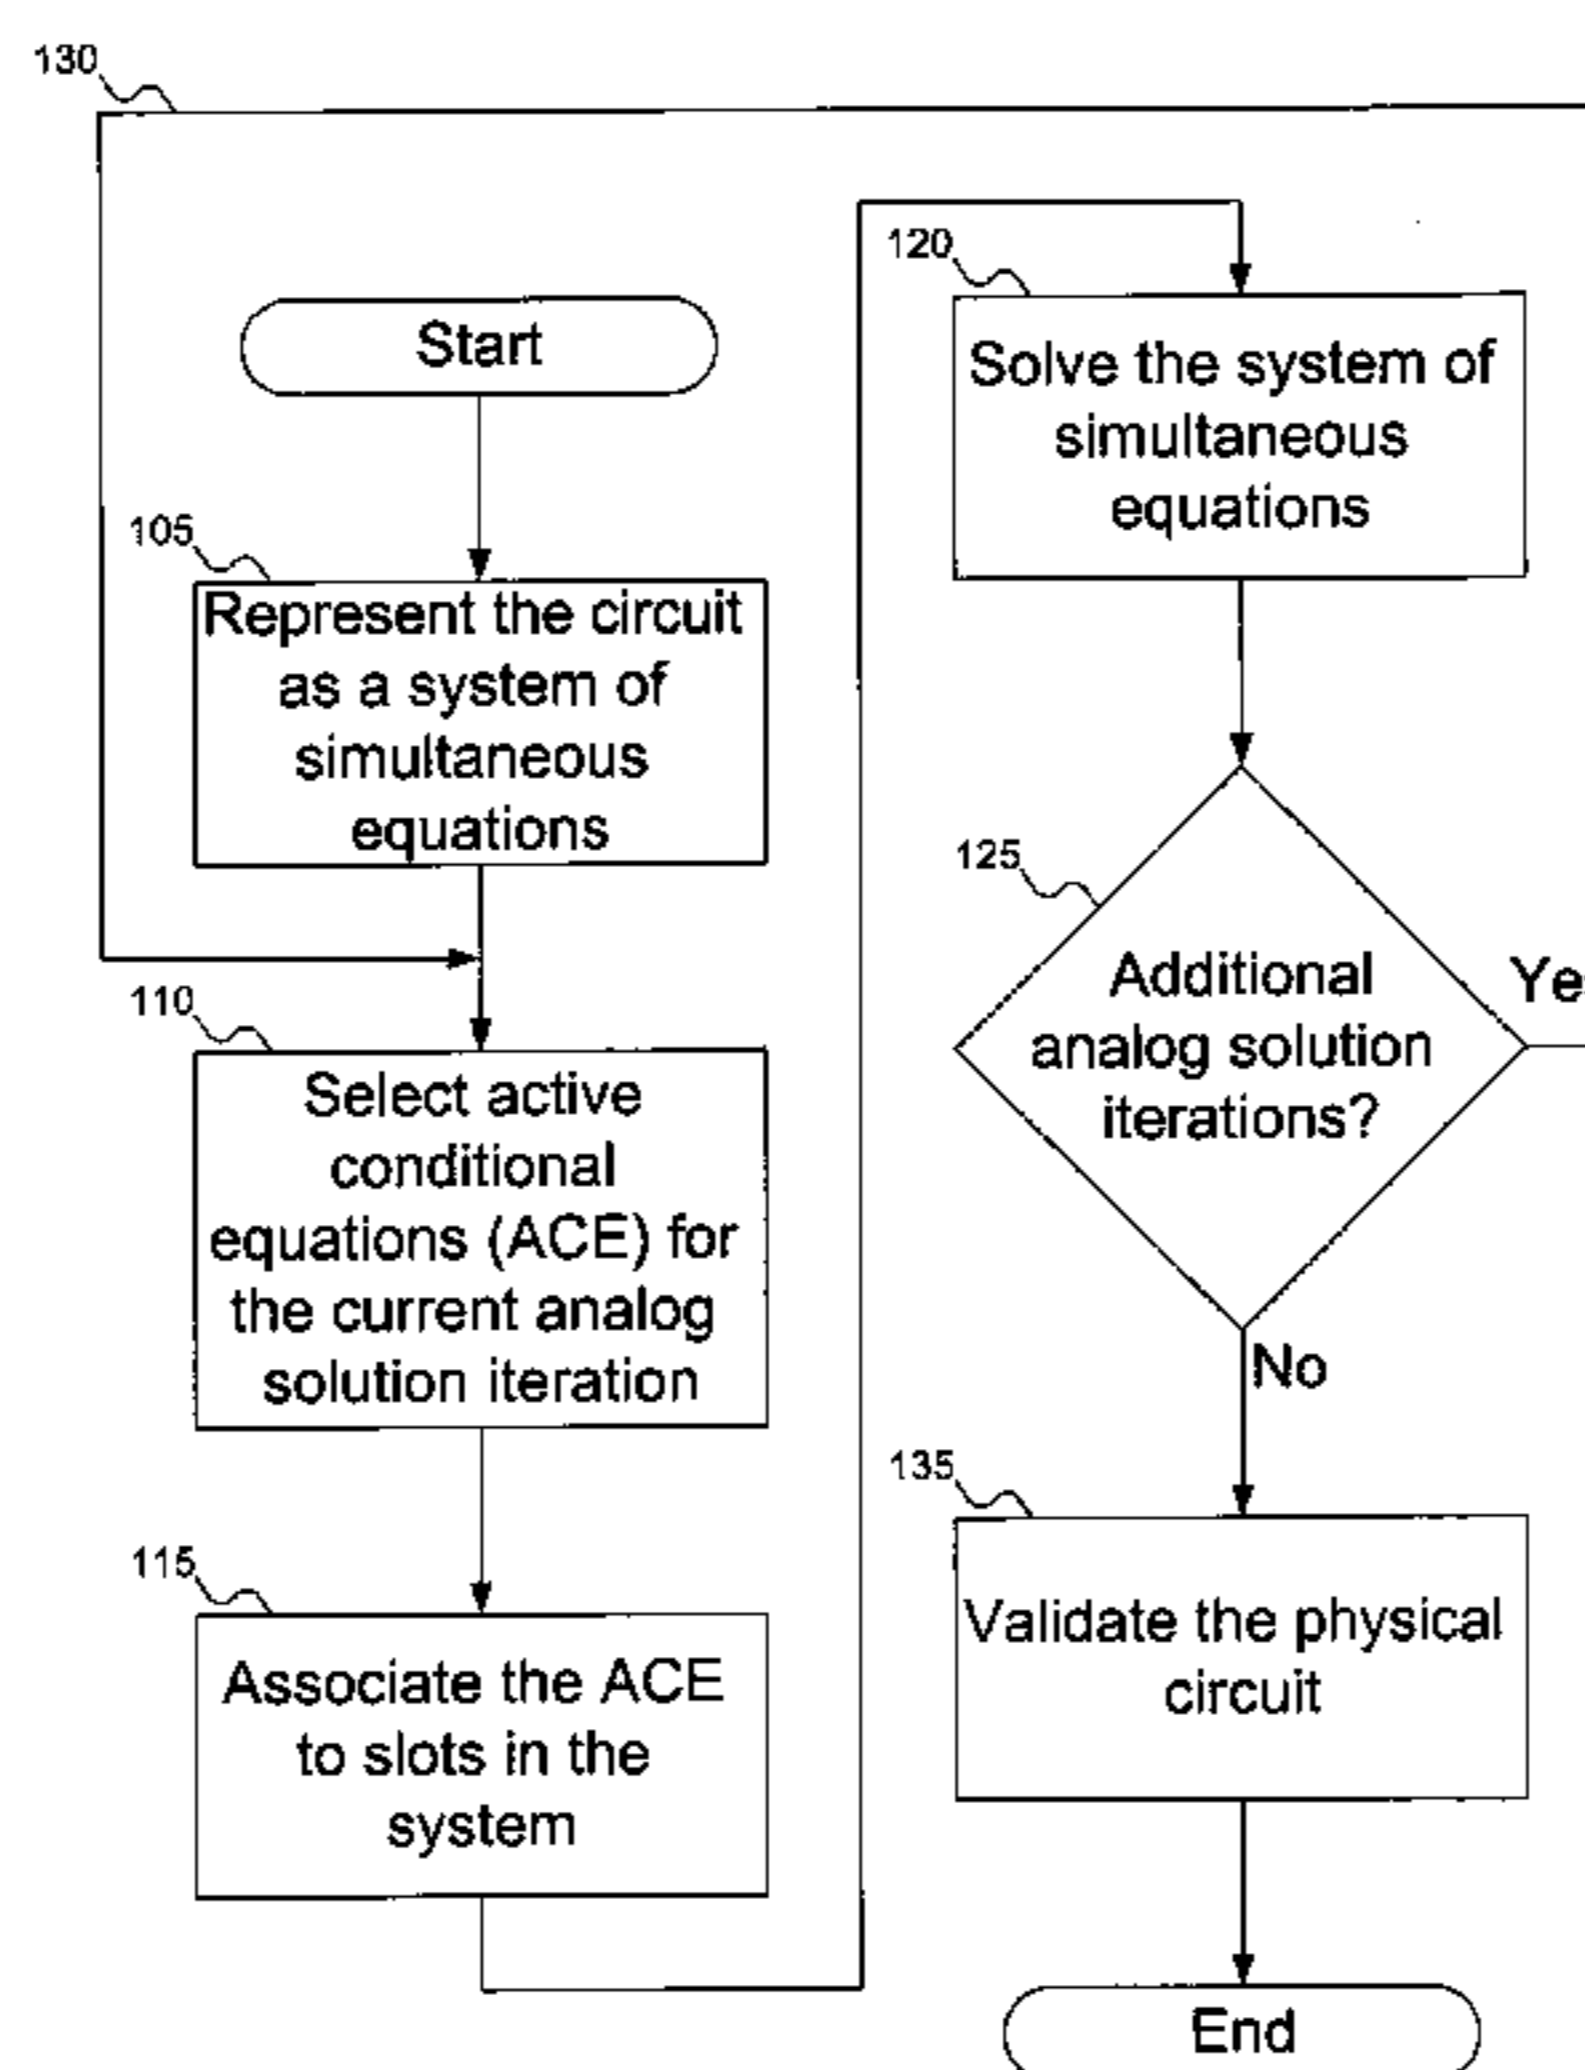 130
Start
105
Represent the circuit
as a system of
simultaneous
equations
110
Select active
conditional
equations (ACE) for
the current analog
solution iteration
115
Associate the ACE
to slots in the
system
120
Solve the system of
simultaneous
equations
125
Additional
analog solution
iterations?
No
135
Validate the physical
circuit
End